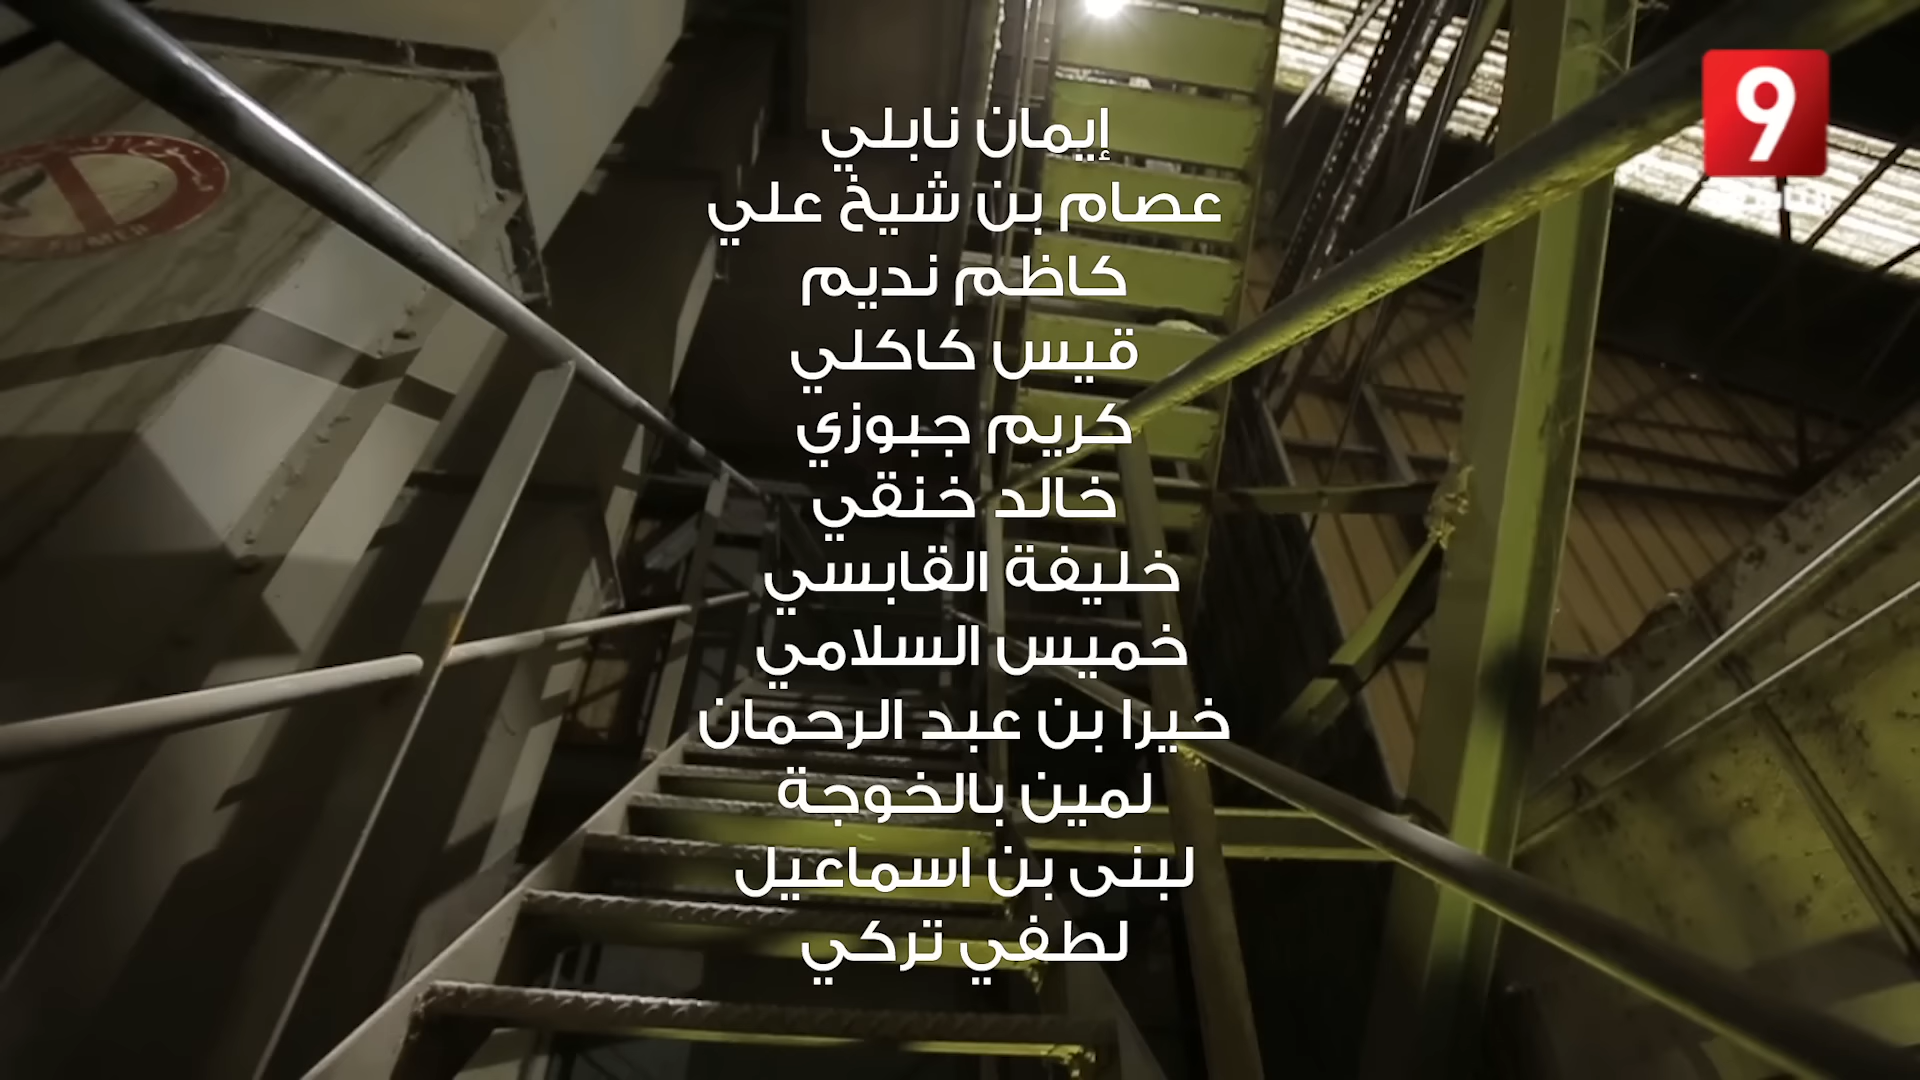 9
إيمان نابلي
عصام بن شيخ علي
كاظم نديم
قيس كاكلي
كريم جبوزي
خالد خنقي
خليفة القابسي
خميس السلامي
خيرا بن عبد الرحمان
لمين بالخوجة
لبنى بن اسماعيل
لطفي تركي